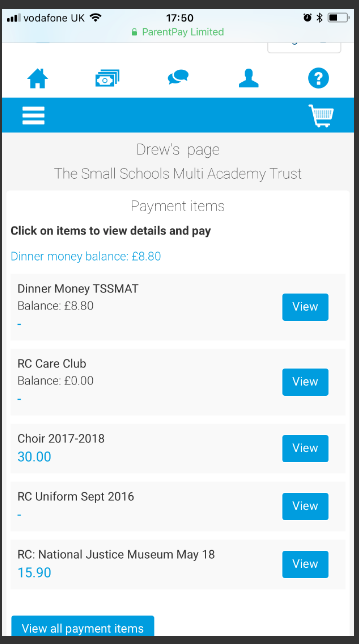 vodafone UK 17:50
ParentPay Limited
?
Drew's page
The Small Schools Multi Academy Trust
Payment items
Click on items to view details and pay
Dinner money balance: £8.80
Dinner Money TSSMAT
Balance: £8.80
-
View
RC Care Club
Balance: £0.00
-
View
Choir 2017-2018
30.00
View
RC Uniform Sept 2016
-
View
RC: National Justice Museum May 18
15.90
View
View all payment items